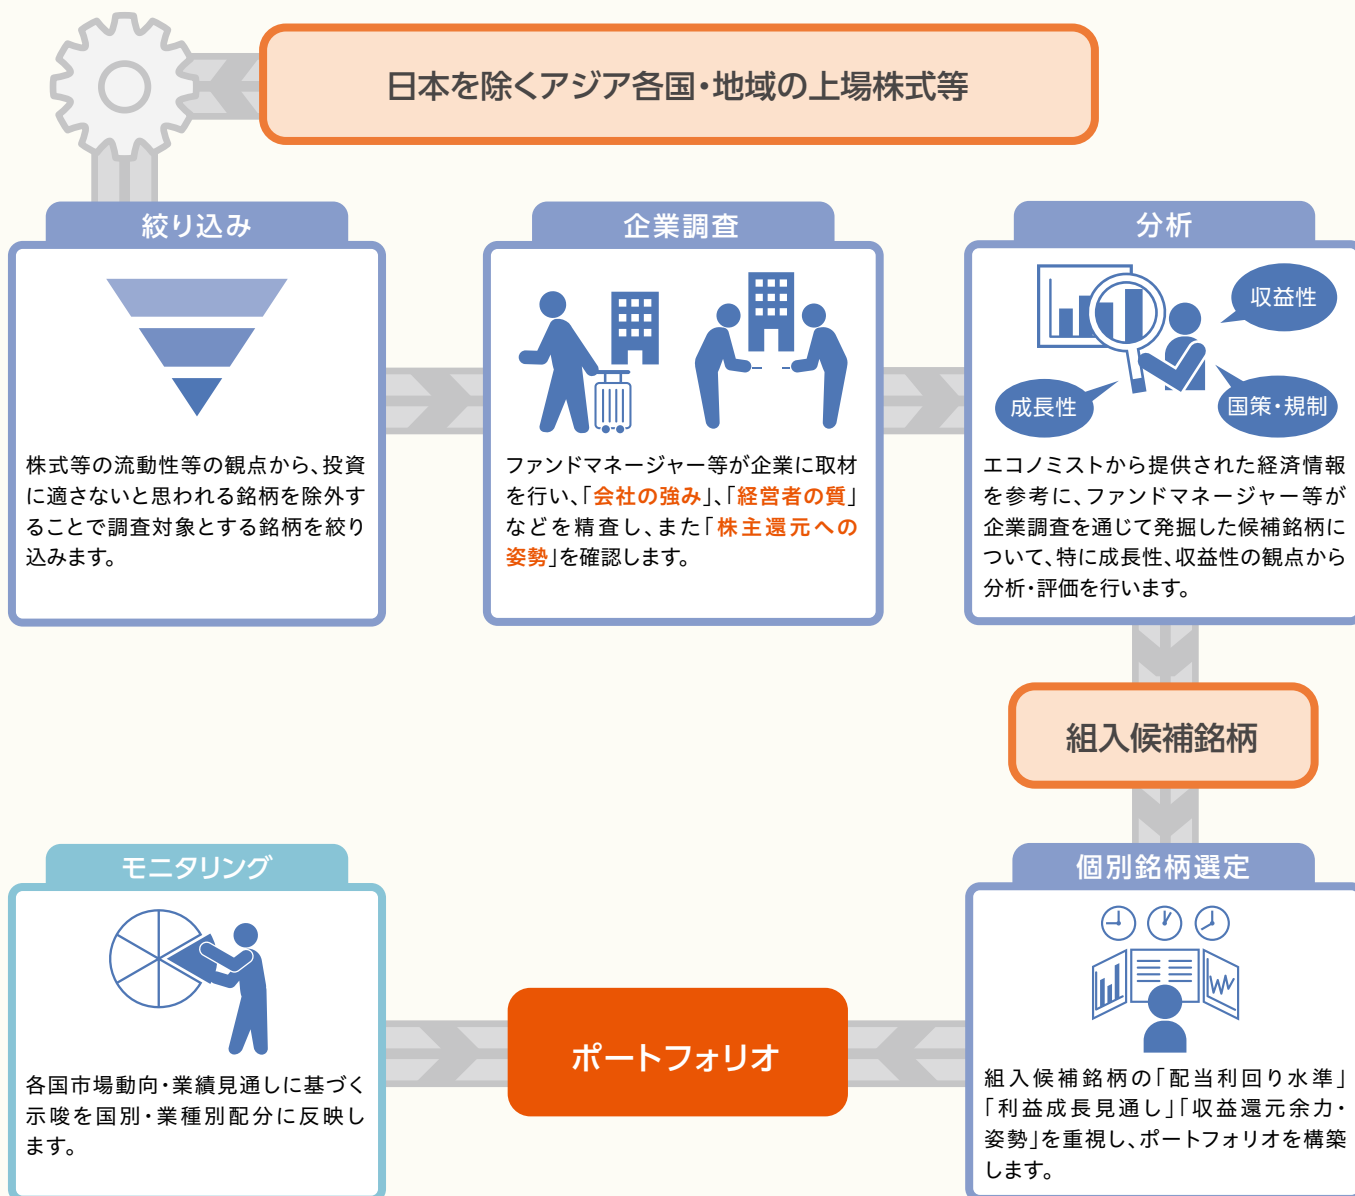 日本を除くアジア各国・地域の上場株式等
絞り込み
株式等の流動性等の観点から、投資
に適さないと思われる銘柄を除外す
ることで調査対象とする銘柄を絞り
込みます。
企業調査
ファンドマネージャー等が企業に取材
を行い、「会社の強み」、「経営者の質」
などを精査し、また「株主還元への
姿勢」を確認します。
分析
収益性
成長性
国策・規制
エコノミストから提供された経済情報
を参考に、ファンドマネージャー等が
企業調査を通じて発掘した候補銘柄に
ついて、特に成長性、収益性の観点から
分析・評価を行います。
組入候補銘柄
個別銘柄選定
組入候補銘柄の「配当利回り水準」
「利益成長見通し」「収益還元余力・
姿勢」を重視し、ポートフォリオを構築
します。
ポートフォリオ
モニタリング
各国市場動向・業績見通しに基づく
示唆を国別・業種別配分に反映し
ます。